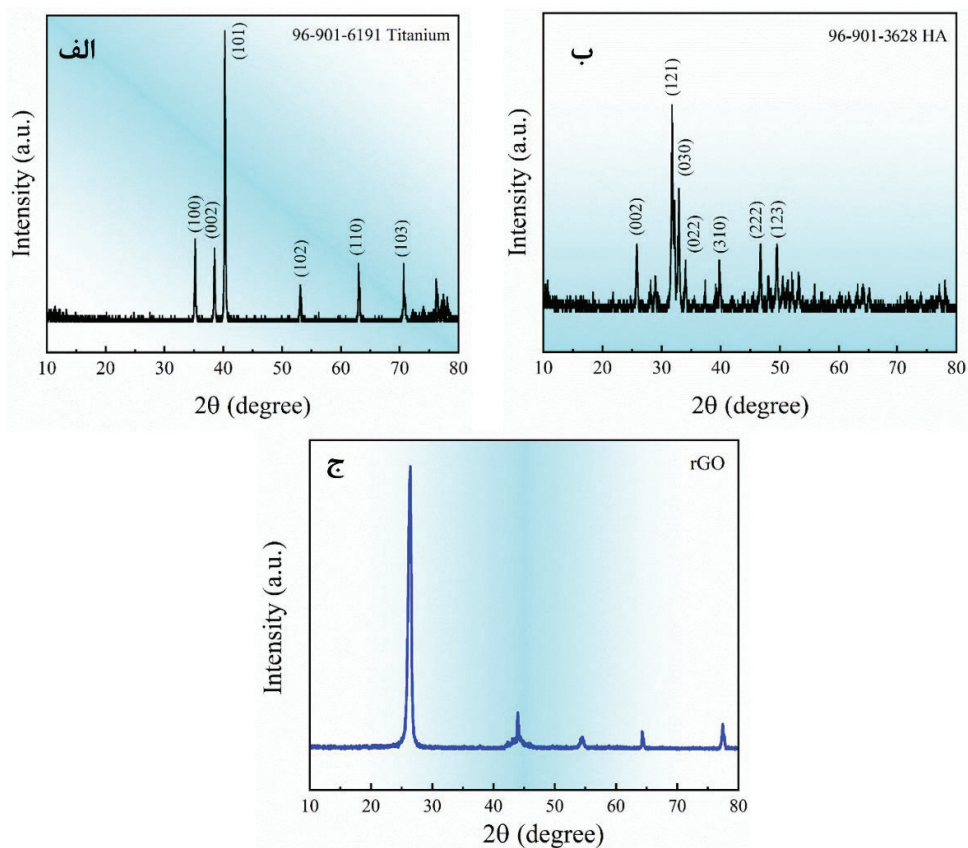 الف
96-901-6191 Titanium
(101)
(100)
(002)
(102)
(110)
(103)
Intensity (a.u.)
10 20 30 40 50 60 70 80
2θ (degree)
ب
96-901-3628 HA
(121)
(030)
(002)
(022)
(310)
(222)
(123)
Intensity (a.u.)
10 20 30 40 50 60 70 80
2θ (degree)
ج
rGO
Intensity (a.u.)
10 20 30 40 50 60 70 80
2θ (degree)